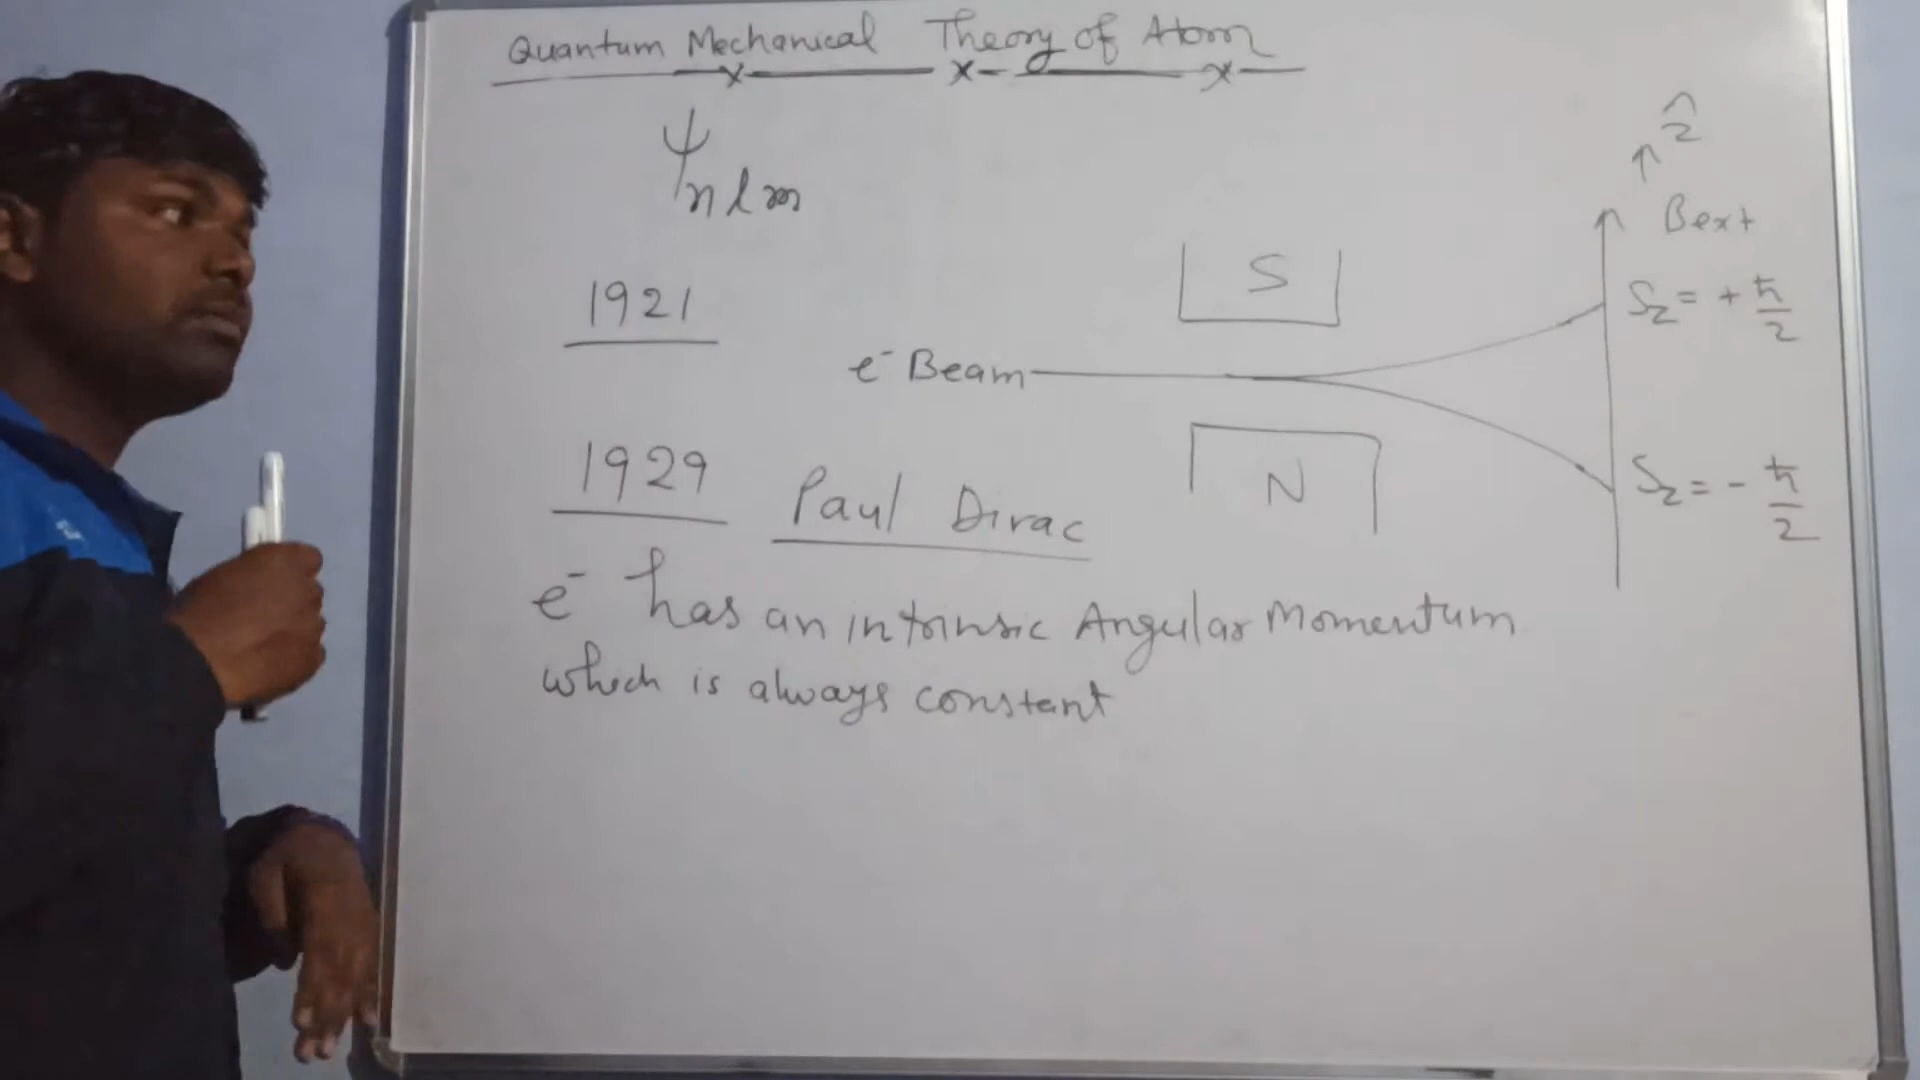 Quantum Mechanical Theory of Atom
ψnlm
ẑ
Bext
1921
S
Sz = + ħ/2
e⁻ Beam
1929
Paul Dirac
N
Sz = - ħ/2
e⁻ has an intrinsic Angular Momentum
which is always constant